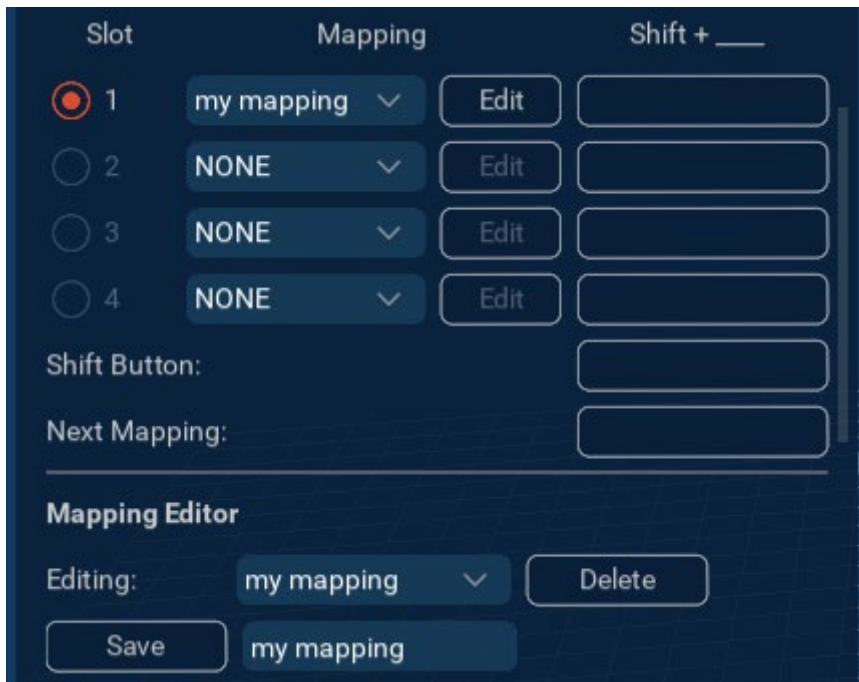 Slot Mapping Shift + ___
1 my mapping Edit
2 NONE Edit
3 NONE Edit
4 NONE Edit
Shift Button:
Next Mapping:
Mapping Editor
Editing: my mapping Delete
Save my mapping